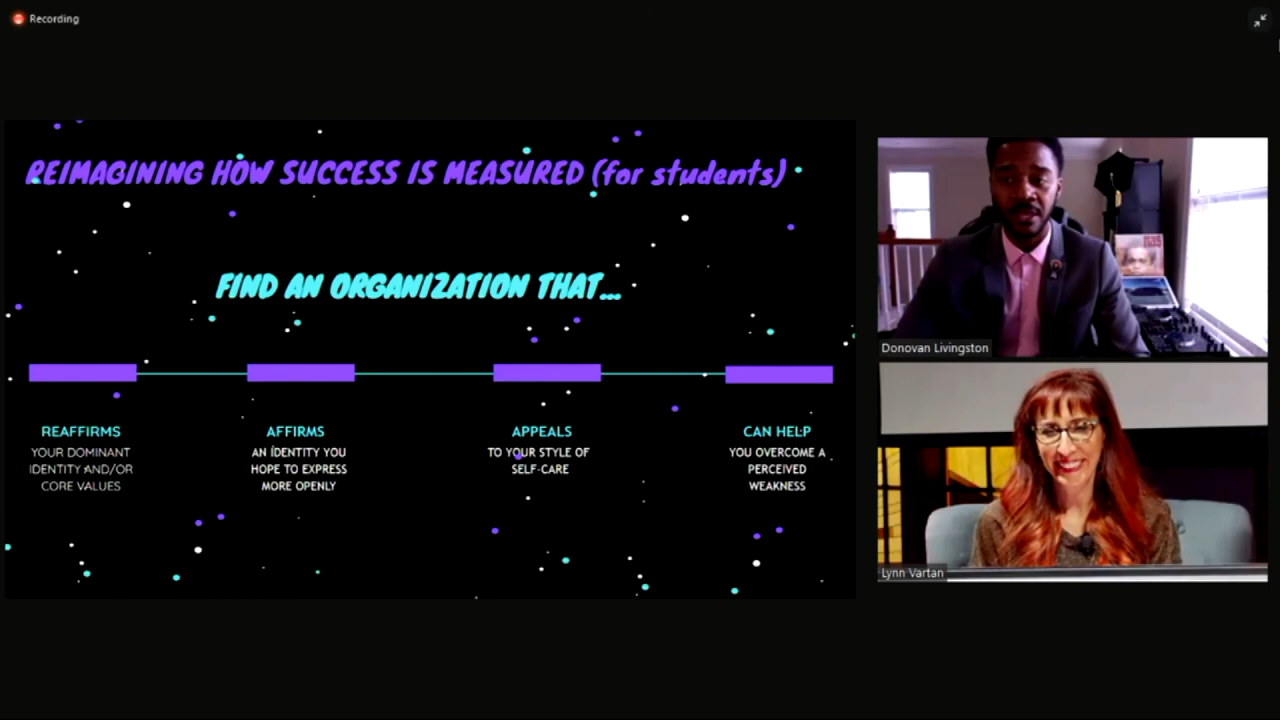 Recording
REIMAGINING HOW SUCCESS IS MEASURED (for students)
FIND AN ORGANIZATION THAT...
REAFFIRMS
YOUR DOMINANT
IDENTITY AND/OR
CORE VALUES
AFFIRMS
AN IDENTITY YOU
HOPE TO EXPRESS
MORE OPENLY
APPEALS
TO YOUR STYLE OF
SELF-CARE
CAN HELP
YOU OVERCOME A
PERCEIVED
WEAKNESS
Donovan Livingston
Lynn Vartan